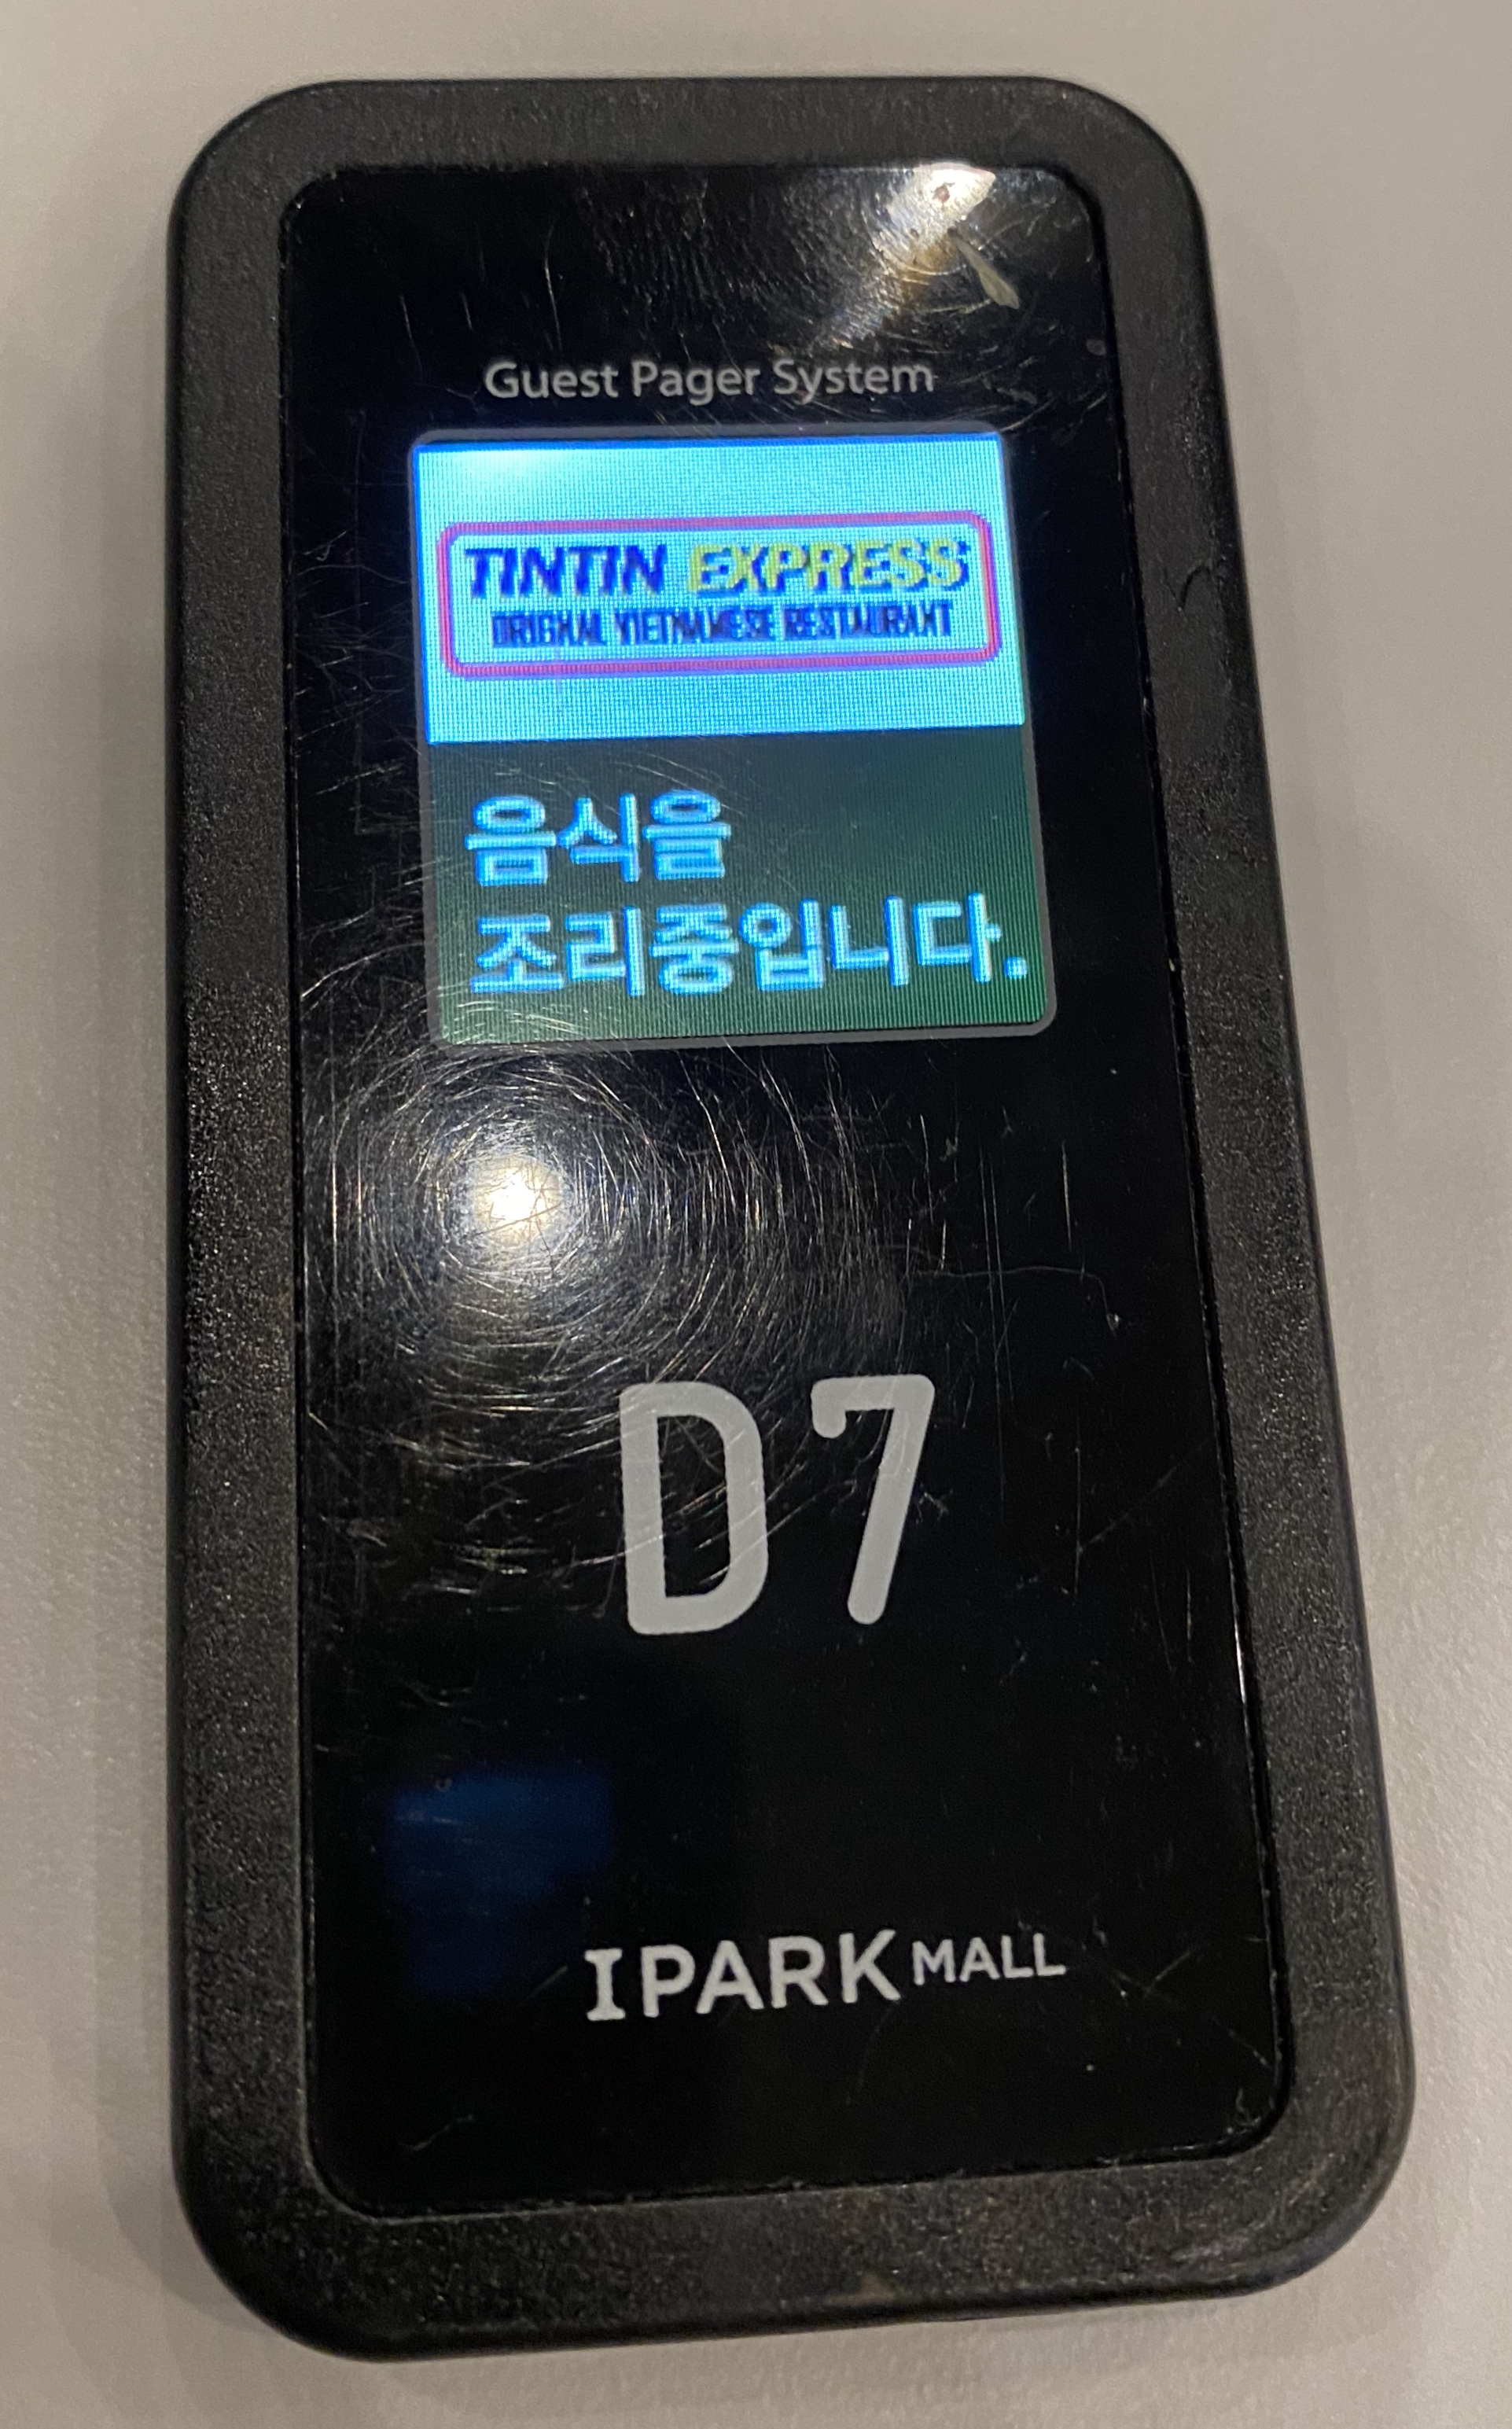 Guest Pager System
TINTIN EXPRESS
ORIGINAL VIETNAMESE RESTAURANT
음식을
조리중입니다.
D7
IPARK MALL